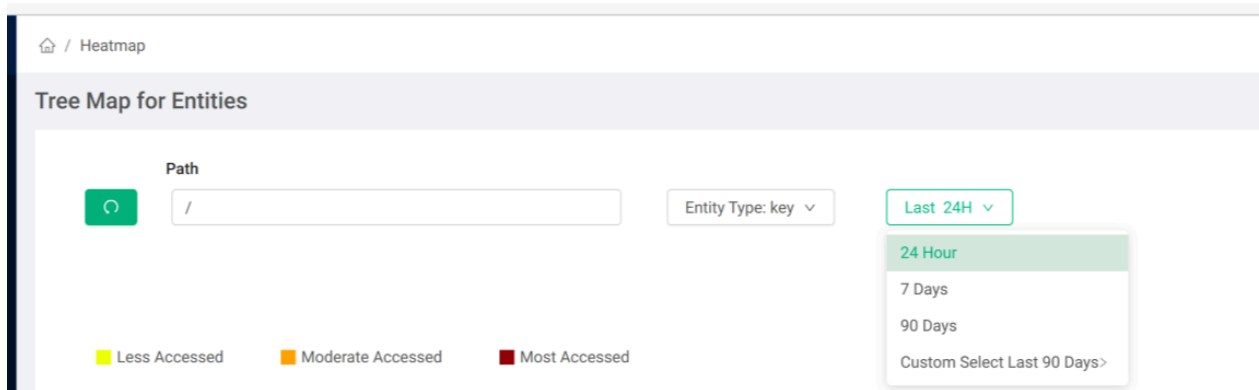 / Heatmap
Tree Map for Entities
Path
/
Entity Type: key
Last 24H
24 Hour
7 Days
90 Days
Custom Select Last 90 Days>
Less Accessed
Moderate Accessed
Most Accessed